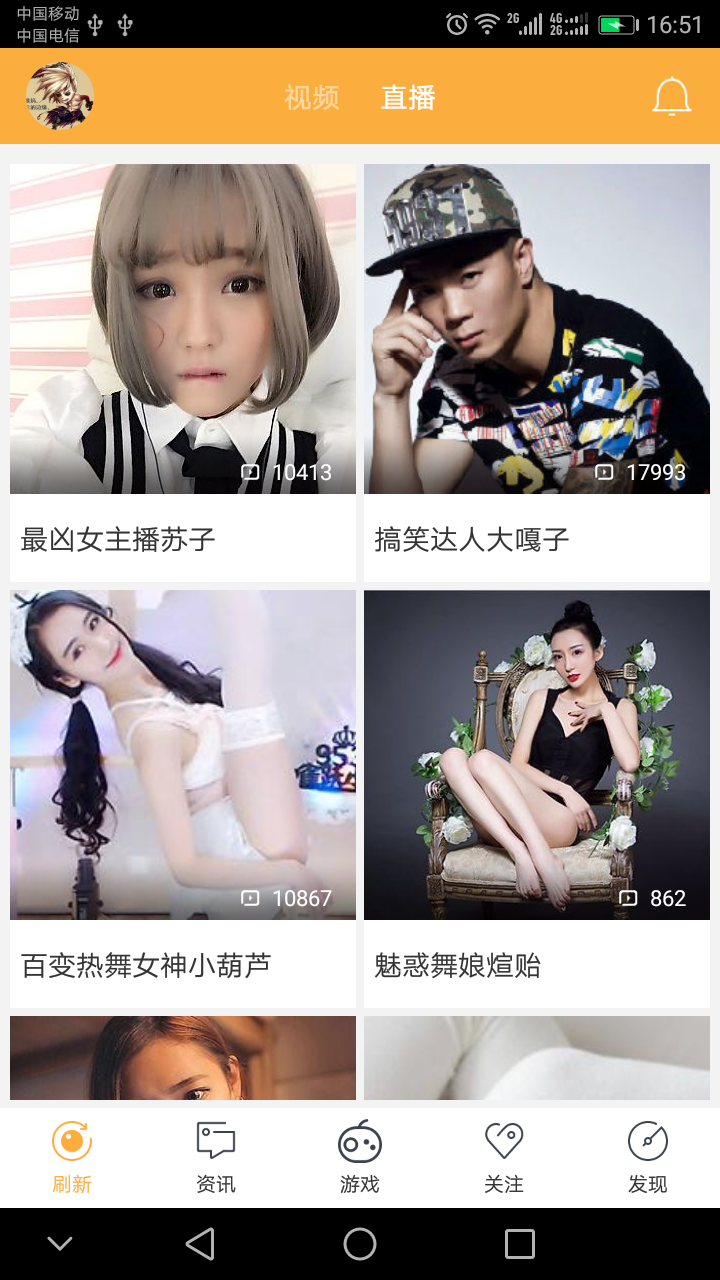 中国移动
中国电信
2G
4G
2G
16:51
视频 直播
10413
17993
最凶女主播苏子
搞笑达人大嘎子
10867
862
百变热舞女神小葫芦
魅惑舞娘煊贻
刷新 资讯 游戏 关注 发现